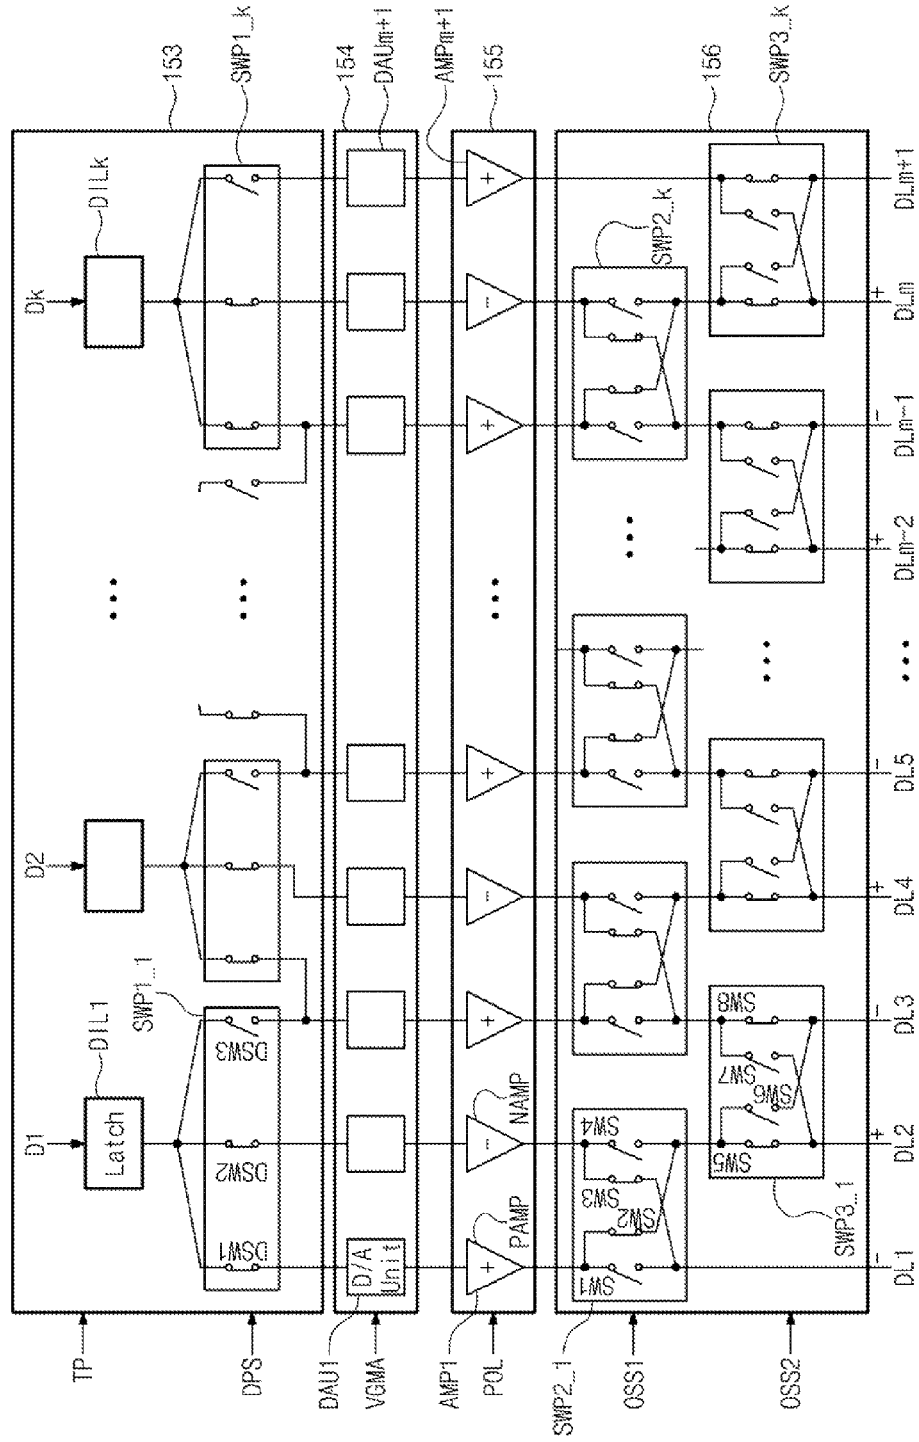 D1
D2
Dk
DIL1
DILk
153
Latch
TP
SWP1_1
SWP1_k
DSW1
DSW2
DSW3
DPS
154
DAU1
DAUm+1
D/A
Unit
VGMA
155
AMP1
AMPm+1
PAMP
NAMP
+
-
+
-
+
+
-
+
POL
156
SWP2_1
SWP2_k
SW1
SW2
SW3
SW4
OSS1
SWP3_1
SWP3_k
SW5
SW6
SW7
SW8
OSS2
-
+
-
+
-
+
-
+
DL1
DL2
DL3
DL4
DL5
DLm-2
DLm-1
DLm
DLm+1